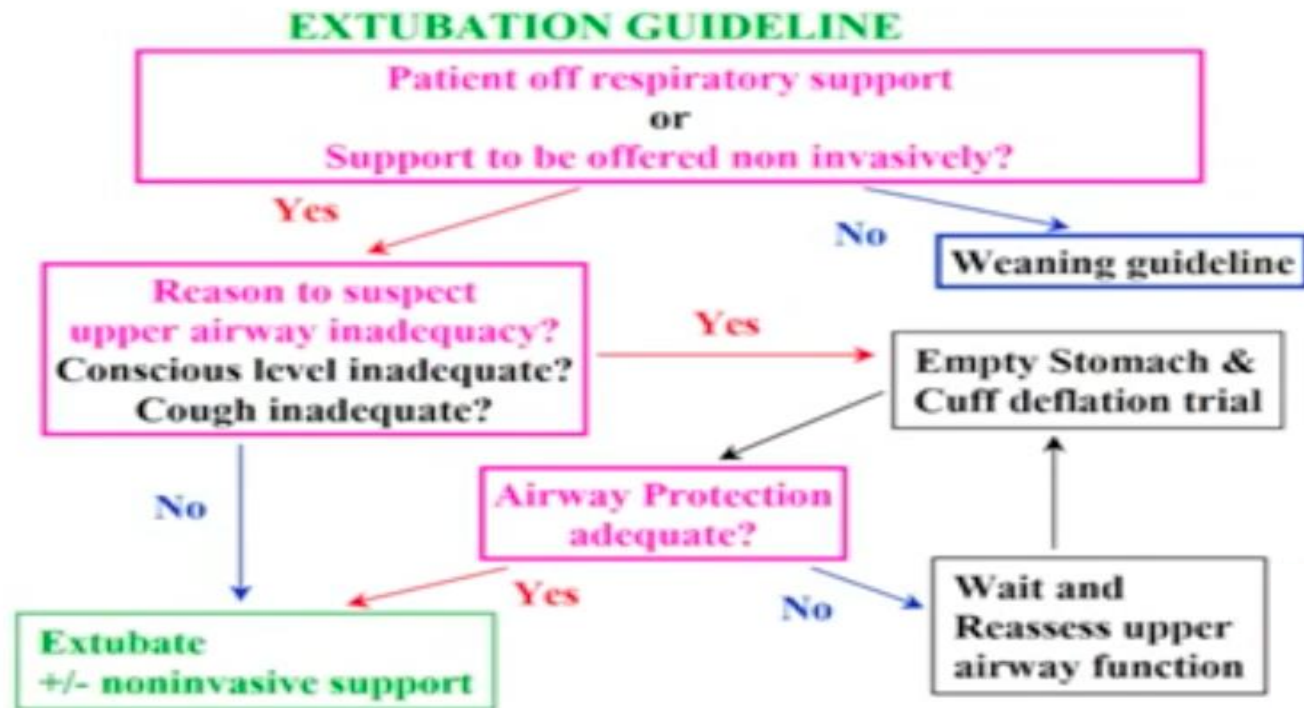 EXTUBATION GUIDELINE
Patient off respiratory support
or
Support to be offered non invasively?
Yes
No
Weaning guideline
Reason to suspect
upper airway inadequacy?
Conscious level inadequate?
Cough inadequate?
Yes
Empty Stomach &
Cuff deflation trial
No
Airway Protection
adequate?
Yes
No
Wait and
Reassess upper
airway function
Extubate
+/- noninvasive support